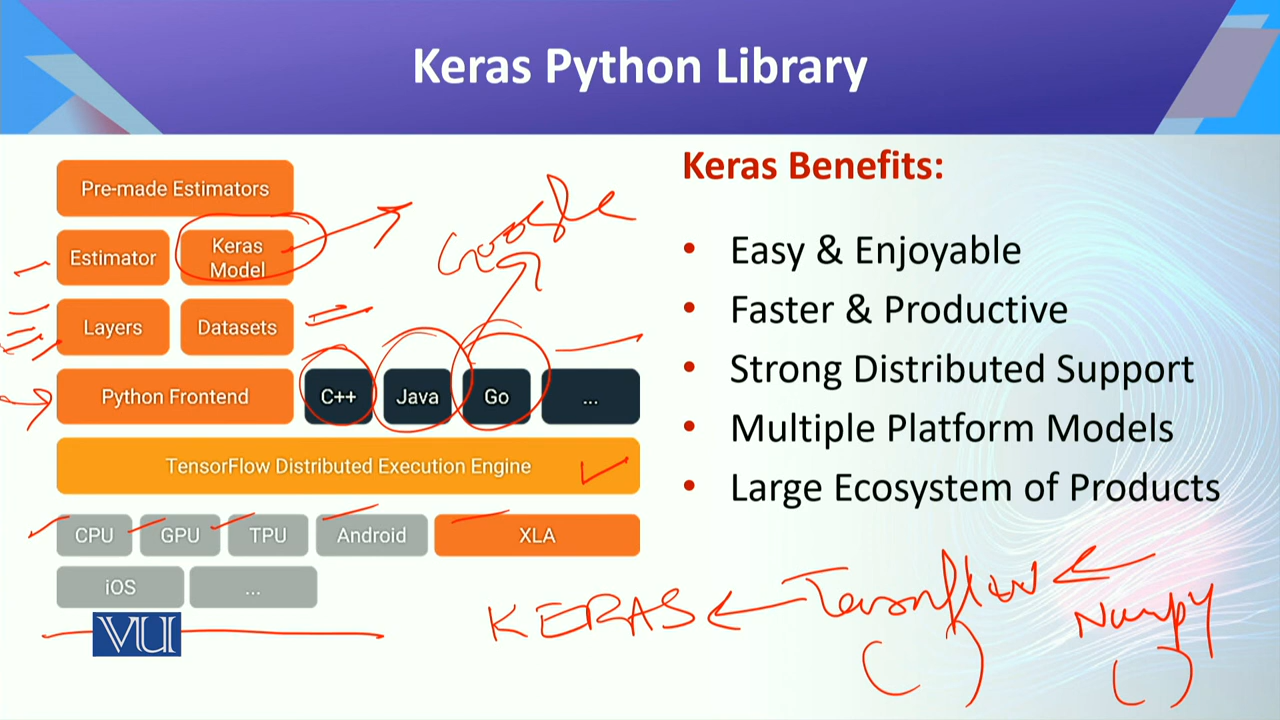 Keras Python Library
Pre-made Estimators
Estimator
Keras
Model
Layers
Datasets
Python Frontend
C++
Java
Go
...
TensorFlow Distributed Execution Engine
CPU
GPU
TPU
Android
XLA
iOS
...
VU
Google
Keras Benefits:
• Easy & Enjoyable
• Faster & Productive
• Strong Distributed Support
• Multiple Platform Models
• Large Ecosystem of Products
KERAS ← Tensorflow ←
Numpy
( ) ( )